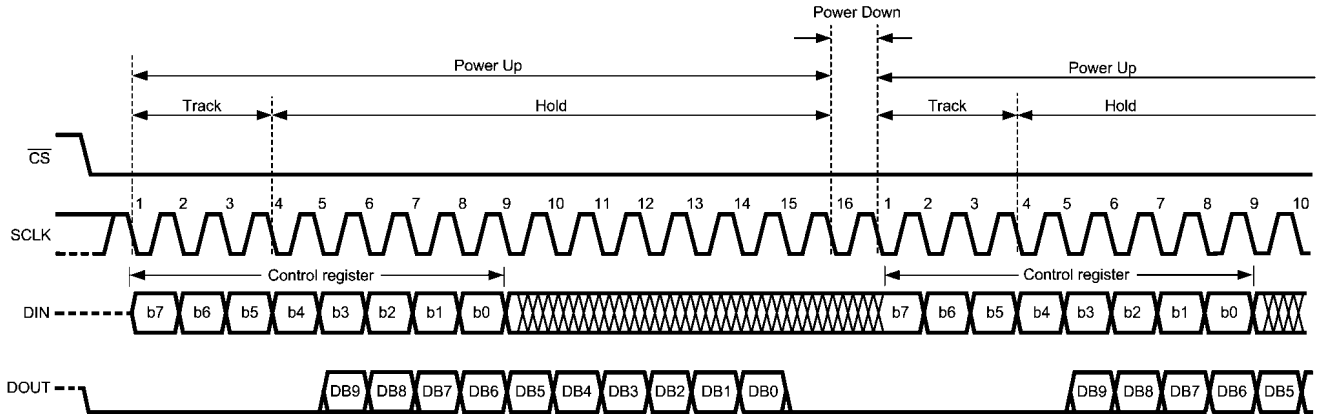 Power Down
Power Up Power Up
Track Hold Track Hold
CS
1 2 3 4 5 6 7 8 9 10 11 12 13 14 15 16 1 2 3 4 5 6 7 8 9 10
SCLK
Control register Control register
DIN b7 b6 b5 b4 b3 b2 b1 b0 b7 b6 b5 b4 b3 b2 b1 b0
DOUT DB9 DB8 DB7 DB6 DB5 DB4 DB3 DB2 DB1 DB0 DB9 DB8 DB7 DB6 DB5